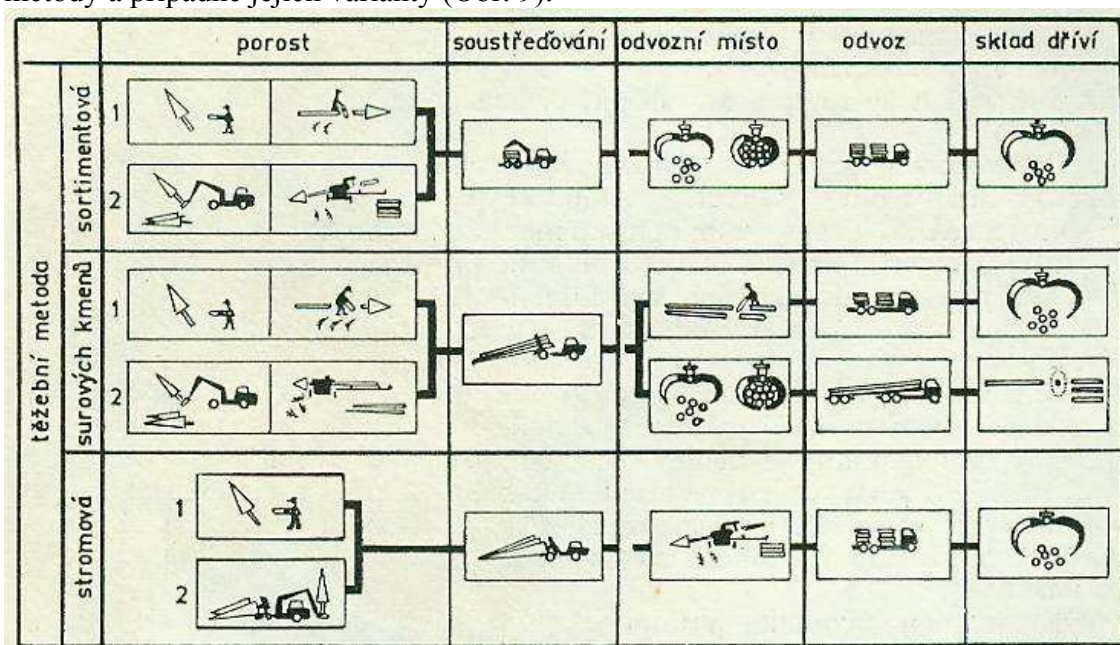 metody a případně jejich varianty (Obr. 9).
porost soustřeďování odvozní místo odvoz sklad dříví
těžební metoda
sortimentová
1
2
surových kmenů
1
2
stromová
1
2